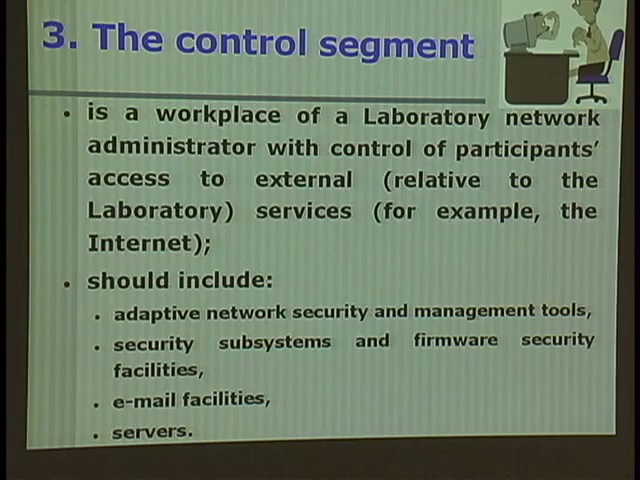 3. The control segment
• is a workplace of a Laboratory network
administrator with control of participants’
access to external (relative to the
Laboratory) services (for example, the
Internet);
• should include:
• adaptive network security and management tools,
• security subsystems and firmware security
facilities,
• e-mail facilities,
• servers.